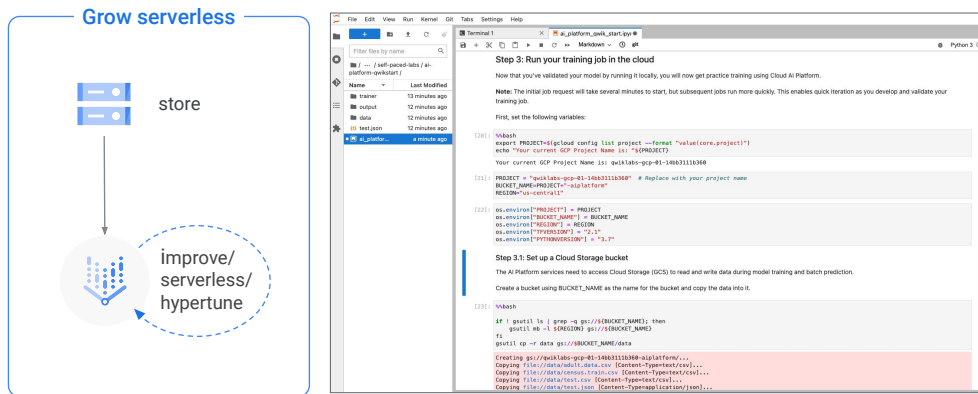 Grow serverless
store
improve/
serverless/
hypertune
File Edit View Run Kernel Git Tabs Settings Help
Filter files by name
/ ··· / self-paced-labs / ai-
platform-qwikstart /
Name Last Modified
trainer 13 minutes ago
output 12 minutes ago
data 12 minutes ago
test.json 12 minutes ago
ai_platfor... a minute ago
Terminal 1 ai_platform_qwik_start.ipyn
Markdown git Python 3
Step 3: Run your training job in the cloud
Now that you've validated your model by running it locally, you will now get practice training using Cloud AI Platform.
Note: The initial job request will take several minutes to start, but subsequent jobs run more quickly. This enables quick iteration as you develop and validate your
training job.
First, set the following variables:
[20]: %%bash
export PROJECT=$(gcloud config list project --format "value(core.project)")
echo "Your current GCP Project Name is: "${PROJECT}
Your current GCP Project Name is: qwiklabs-gcp-01-14bb3111b360
[21]: PROJECT = "qwiklabs-gcp-01-14bb3111b360" # Replace with your project name
BUCKET_NAME=PROJECT+"-aiplatform"
REGION="us-central1"
[22]: os.environ["PROJECT"] = PROJECT
os.environ["BUCKET_NAME"] = BUCKET_NAME
os.environ["REGION"] = REGION
os.environ["TFVERSION"] = "2.1"
os.environ["PYTHONVERSION"] = "3.7"
Step 3.1: Set up a Cloud Storage bucket
The AI Platform services need to access Cloud Storage (GCS) to read and write data during model training and batch prediction.
Create a bucket using BUCKET_NAME as the name for the bucket and copy the data into it.
[23]: %%bash
if ! gsutil ls | grep -q gs://${BUCKET_NAME}; then
gsutil mb -l ${REGION} gs://${BUCKET_NAME}
fi
gsutil cp -r data gs://$BUCKET_NAME/data
Creating gs://qwiklabs-gcp-01-14bb3111b360-aiplatform/...
Copying file://data/adult.data.csv [Content-Type=text/csv]...
Copying file://data/census.train.csv [Content-Type=text/csv]...
Copying file://data/test.csv [Content-Type=text/csv]...
Copying file://data/test.json [Content-Type=application/json]...